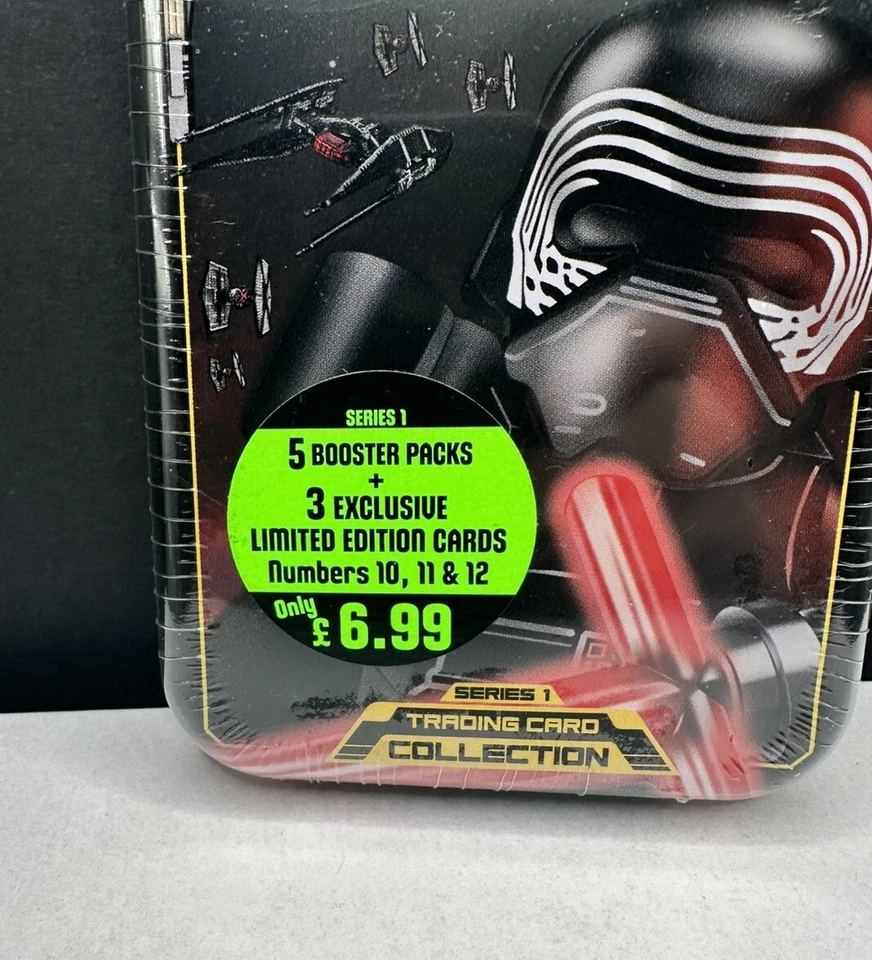 SERIES 1
5 BOOSTER PACKS
+
3 EXCLUSIVE
LIMITED EDITION CARDS
Numbers 10, 11 & 12
Only
£ 6.99
SERIES 1
TRADING CARD
COLLECTION